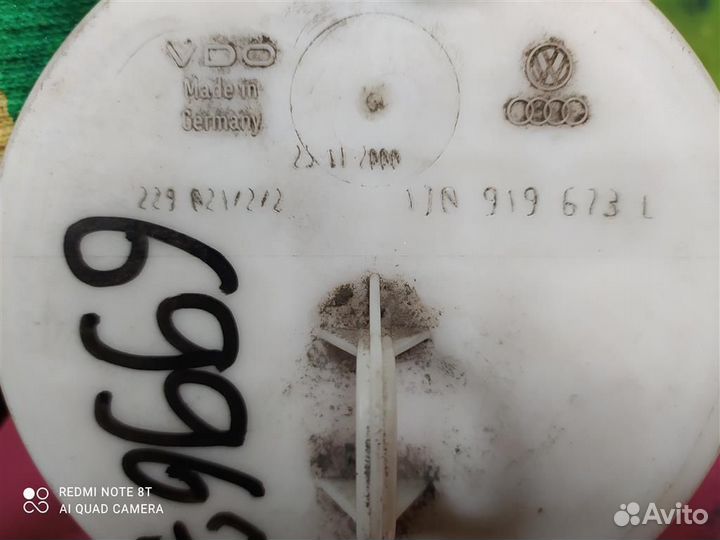 VDO
Made in
Germany
23 11 2000
229 021/2/2
1J0 919 673 L
6996
REDMI NOTE 8T
AI QUAD CAMERA
Avito